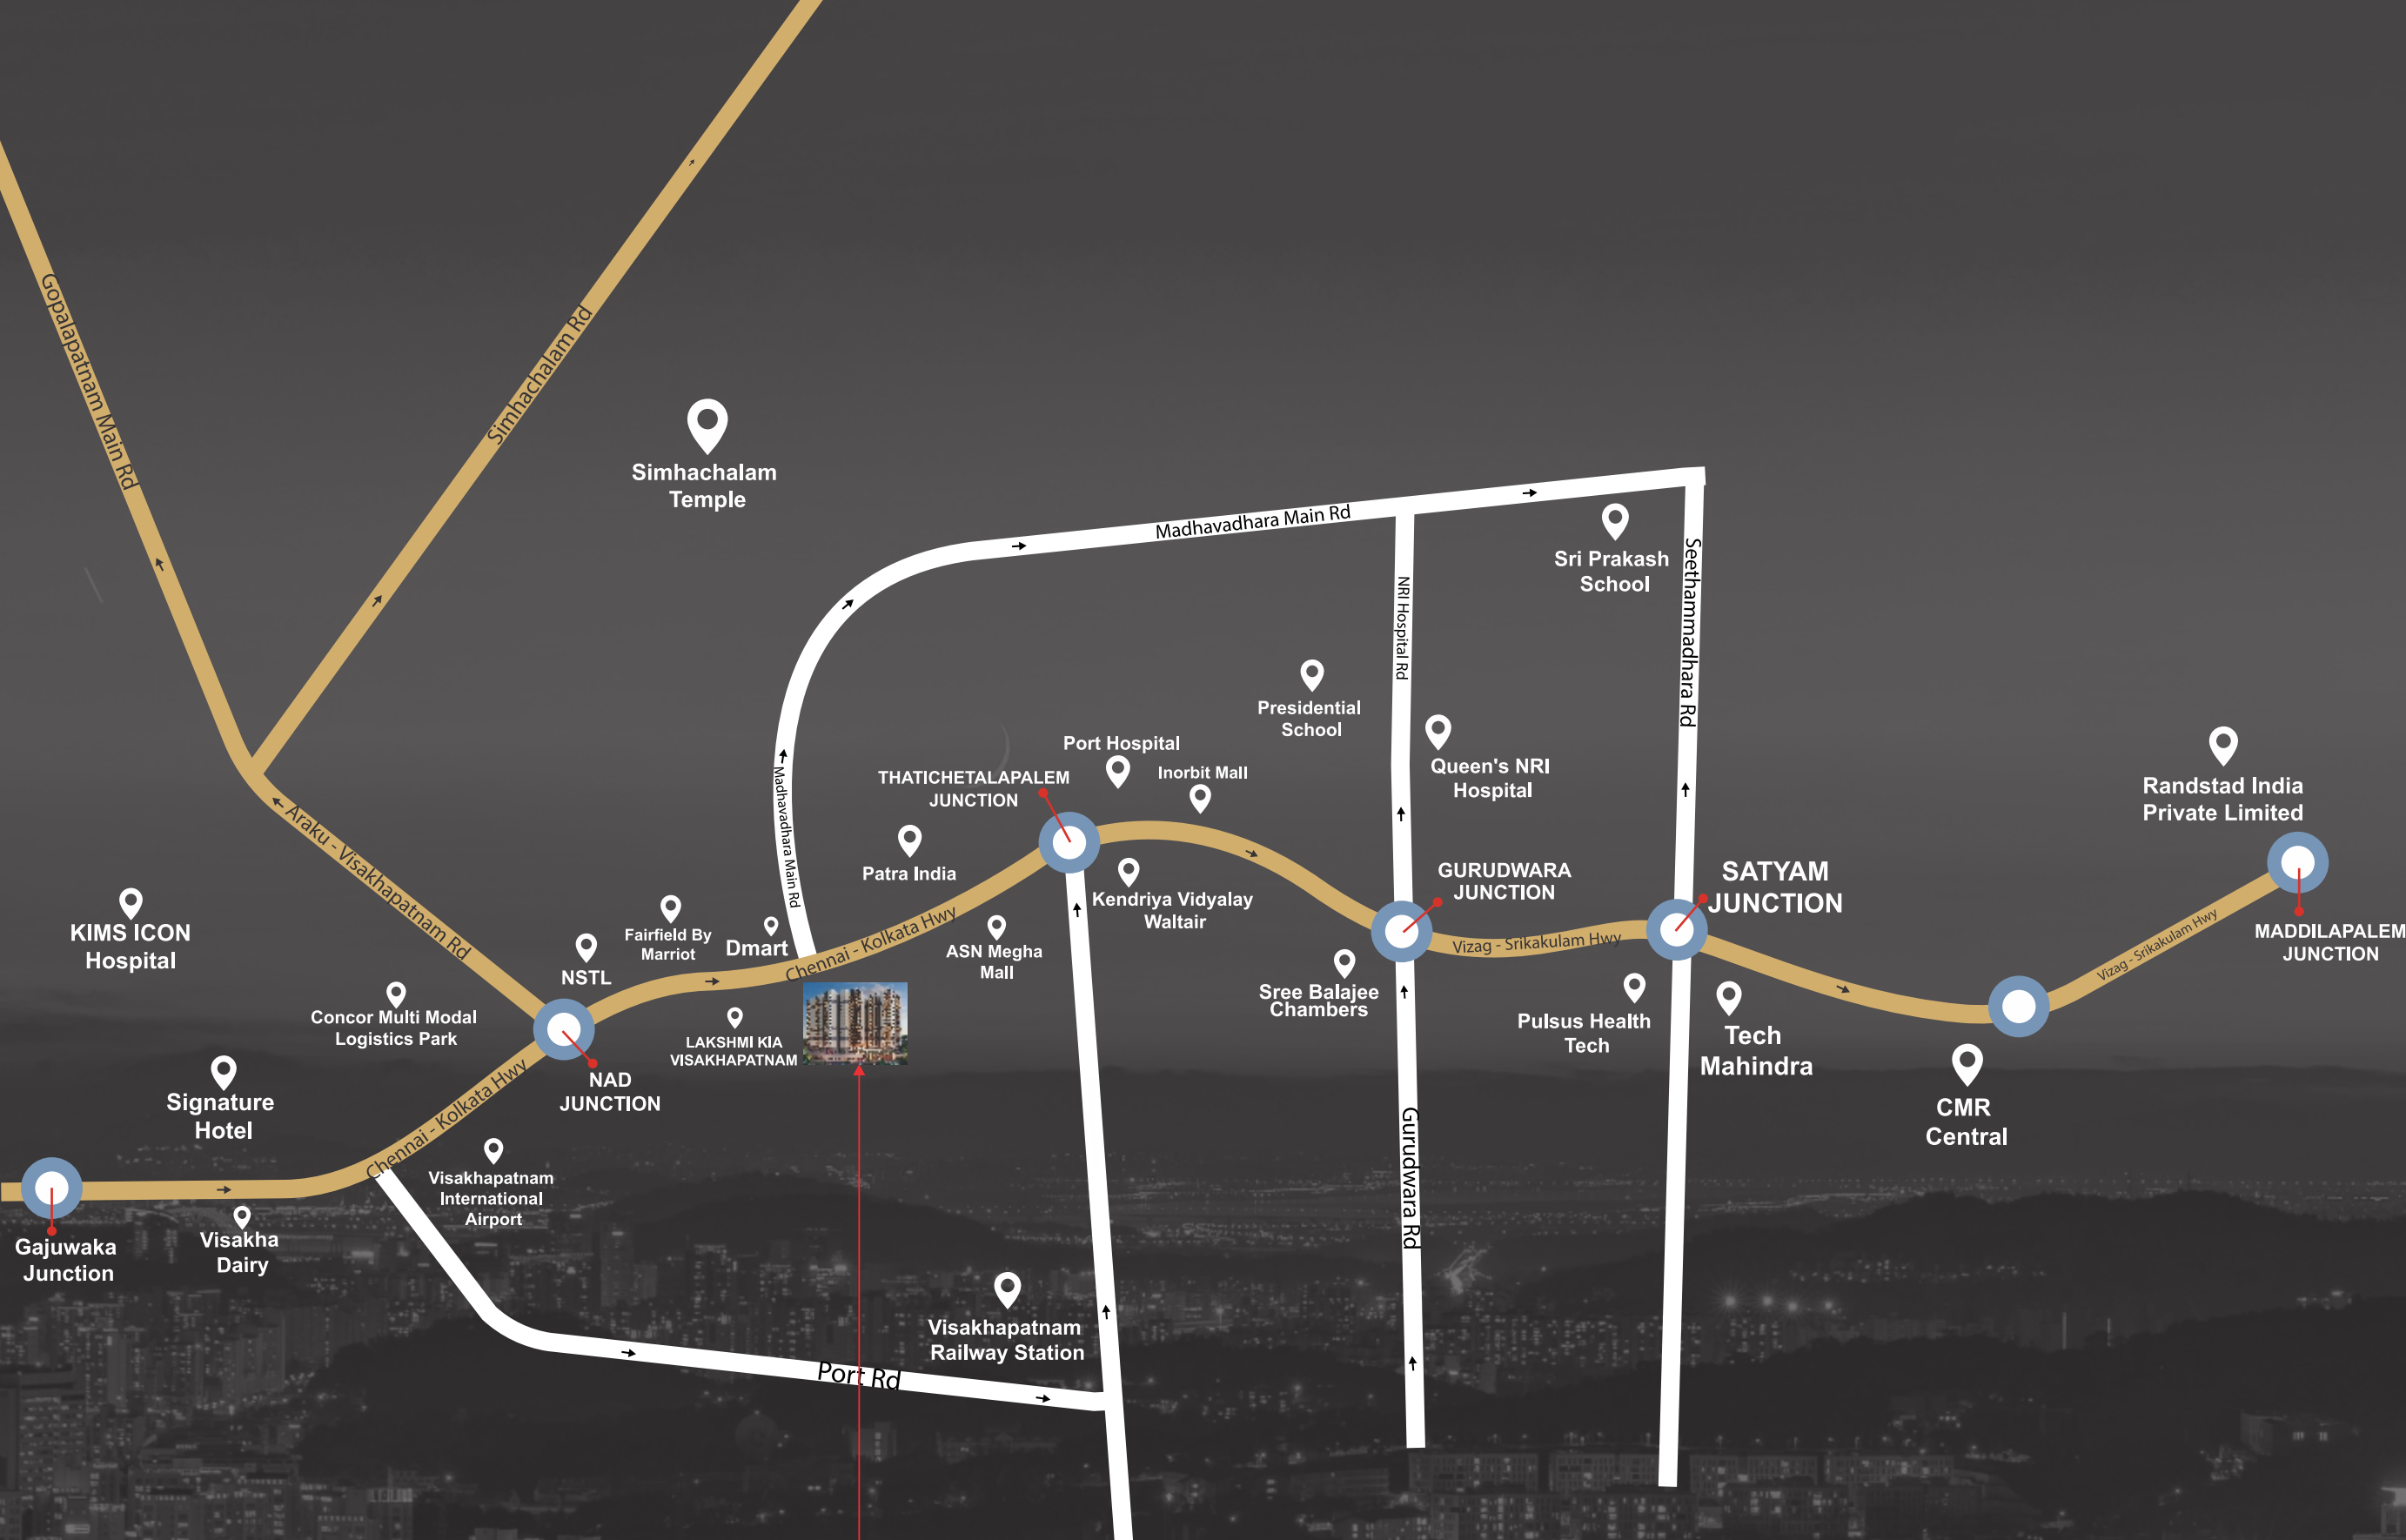 Gopalapatnam Main Rd
Simhachalam Rd
Simhachalam
Temple
Madhavadhara Main Rd
Sri Prakash
School
Seethammadhara Rd
NRI Hospital Rd
Presidential
School
Port Hospital
Inorbit Mall
THATICHETALAPALEM
JUNCTION
Queen's NRI
Hospital
Randstad India
Private Limited
Madhavadhara Main Rd
Araku - Visakhapatnam Rd
Patra India
Kendriya Vidyalay
Waltair
GURUDWARA
JUNCTION
SATYAM
JUNCTION
KIMS ICON
Hospital
NSTL
Fairfield By
Marriot
Dmart
Chennai - Kolkata Hwy
ASN Megha
Mall
Vizag - Srikakulam Hwy
Vizag - Srikakulam Hwy
MADDILAPALEM
JUNCTION
Concor Multi Modal
Logistics Park
LAKSHMI KIA
VISAKHAPATNAM
Sree Balajee
Chambers
Pulsus Health
Tech
Tech
Mahindra
Signature
Hotel
Chennai - Kolkata Hwy
NAD
JUNCTION
CMR
Central
Gajuwaka
Junction
Visakha
Dairy
Visakhapatnam
International
Airport
Gurudwara Rd
Visakhapatnam
Railway Station
Port Rd